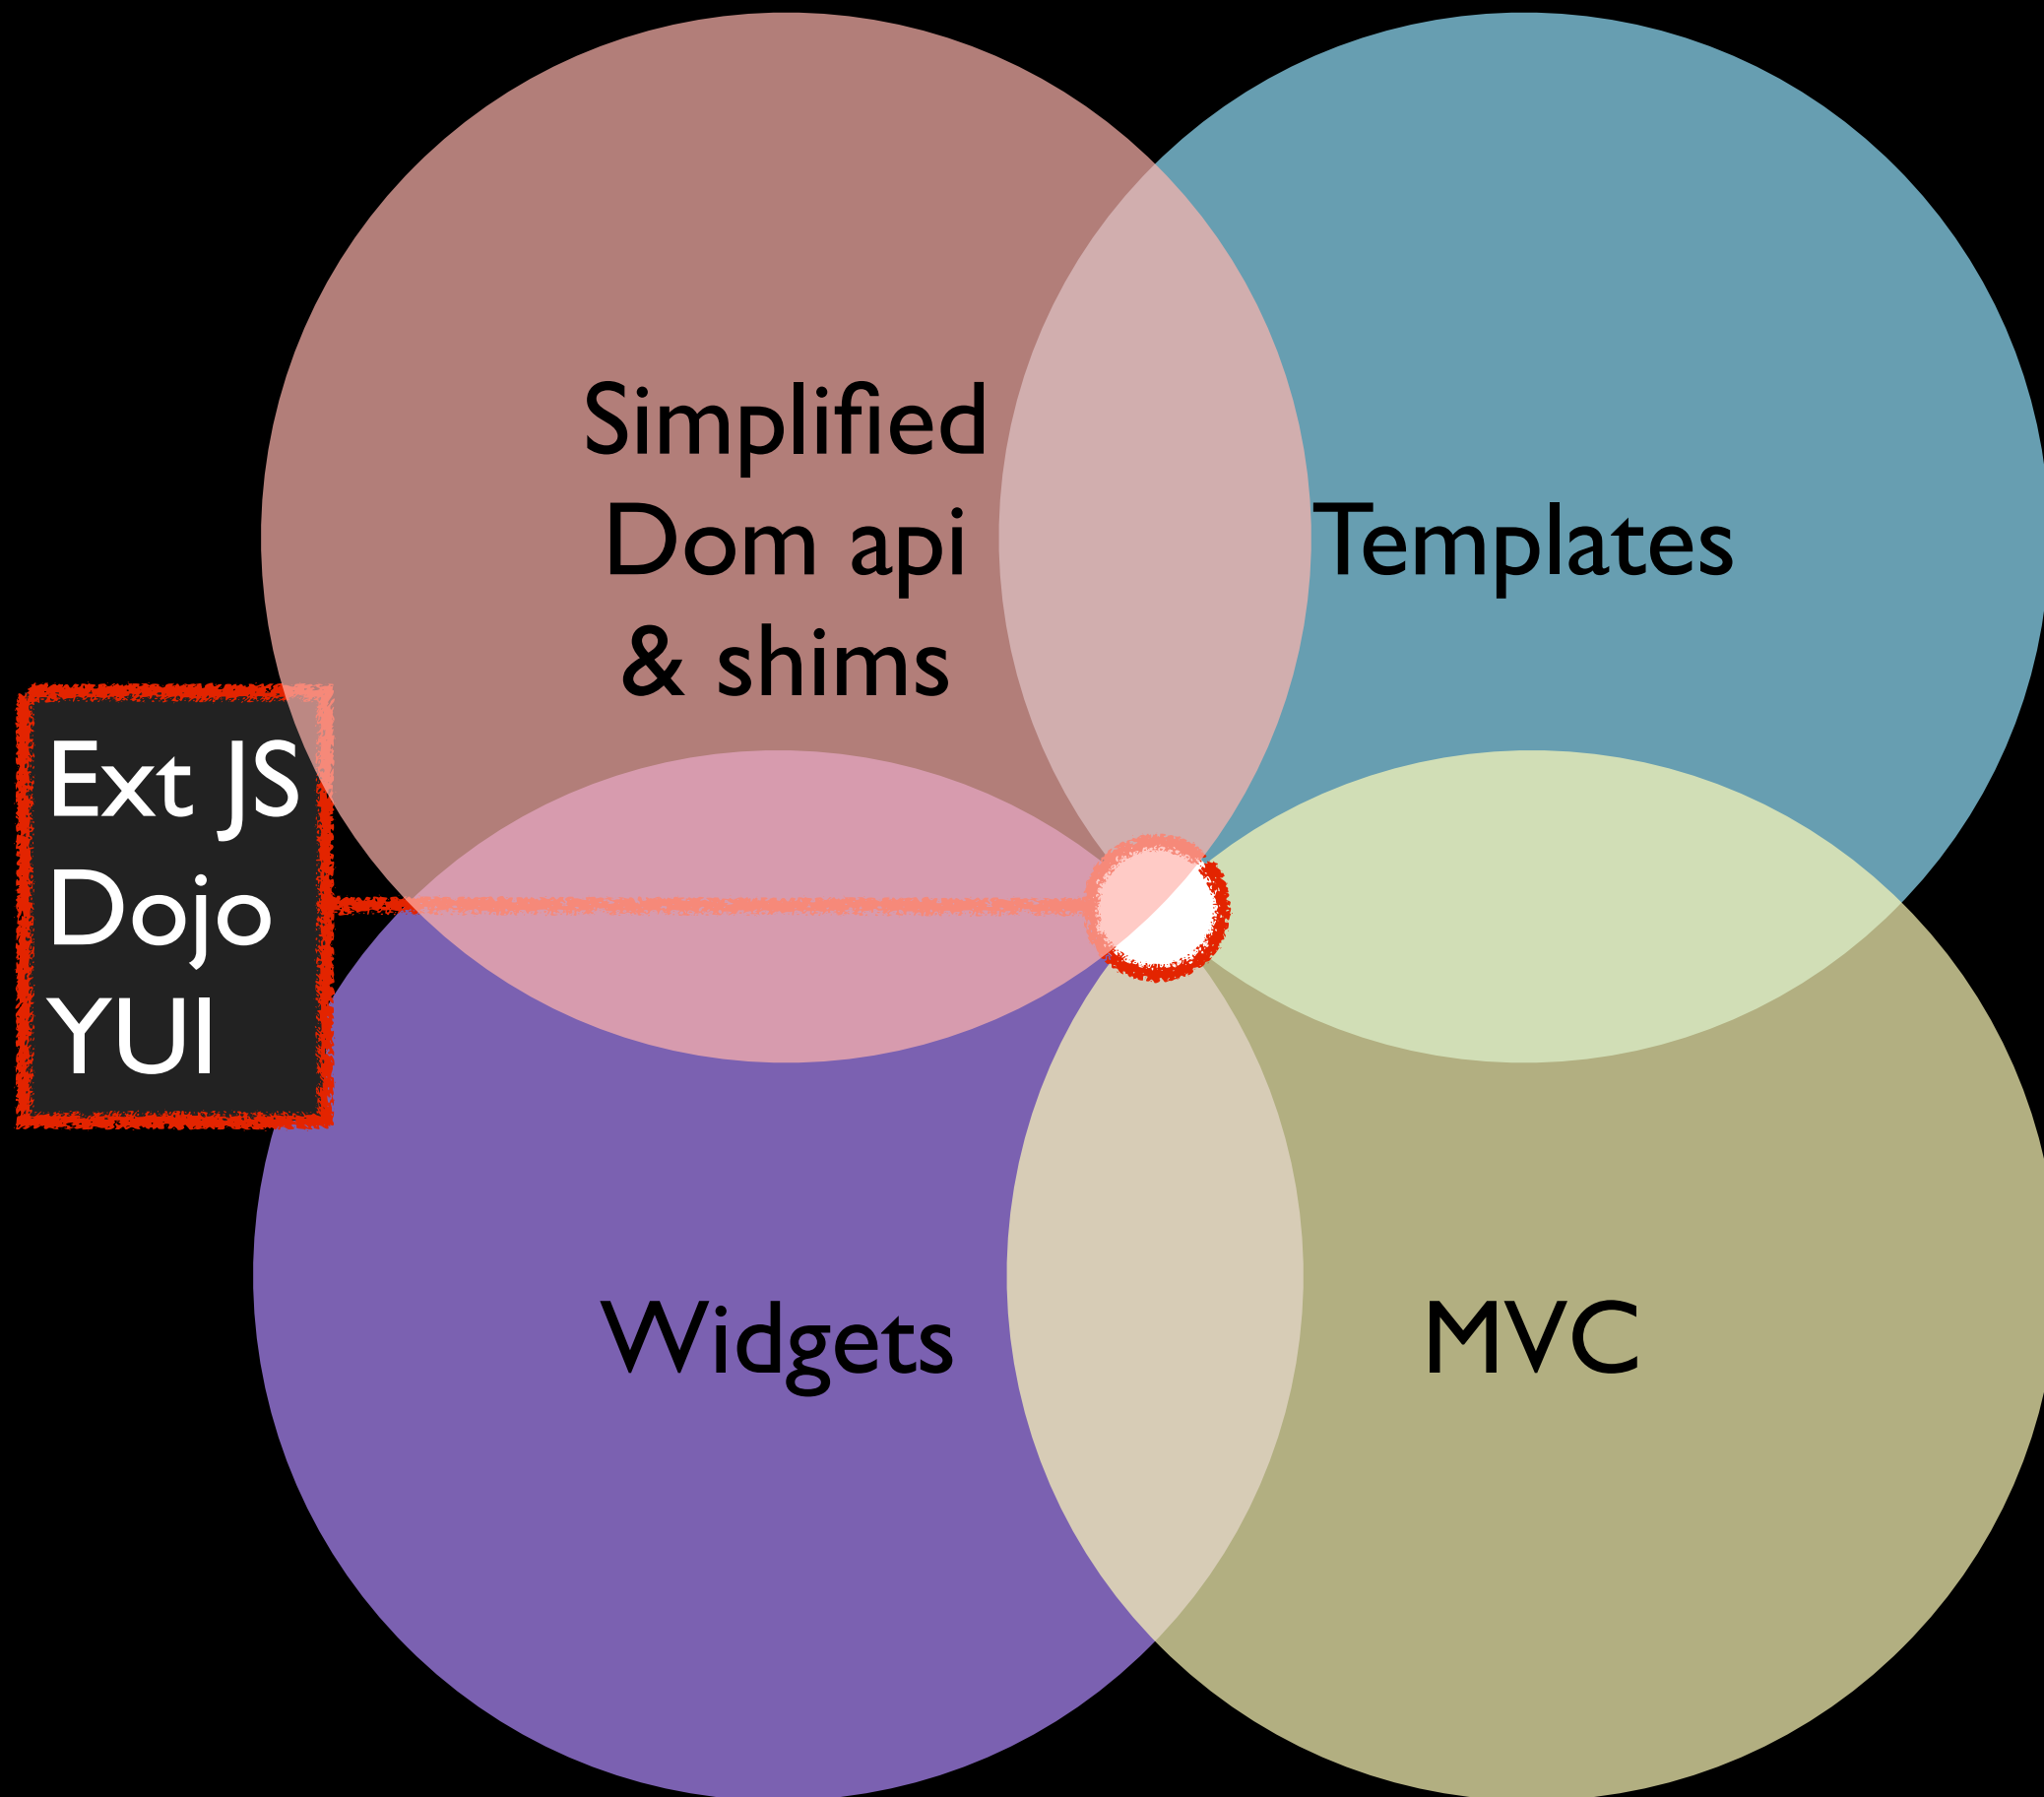 Simplified
Dom api
& shims
Templates
Ext JS
Dojo
YUI
Widgets
MVC